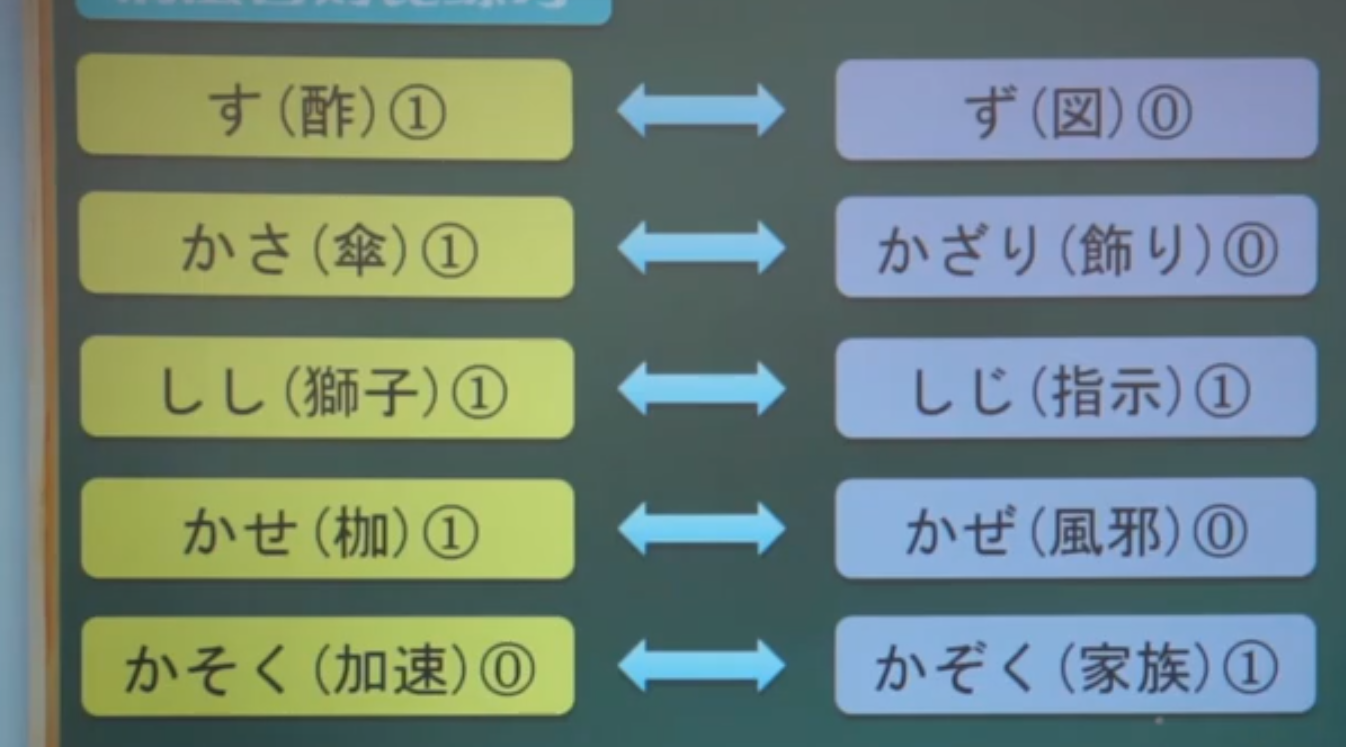 す(酢)① ず(図)⓪
かさ(傘)① かざり(飾り)⓪
しし(獅子)① しじ(指示)①
かせ(枷)① かぜ(風邪)⓪
かそく(加速)⓪ かぞく(家族)①